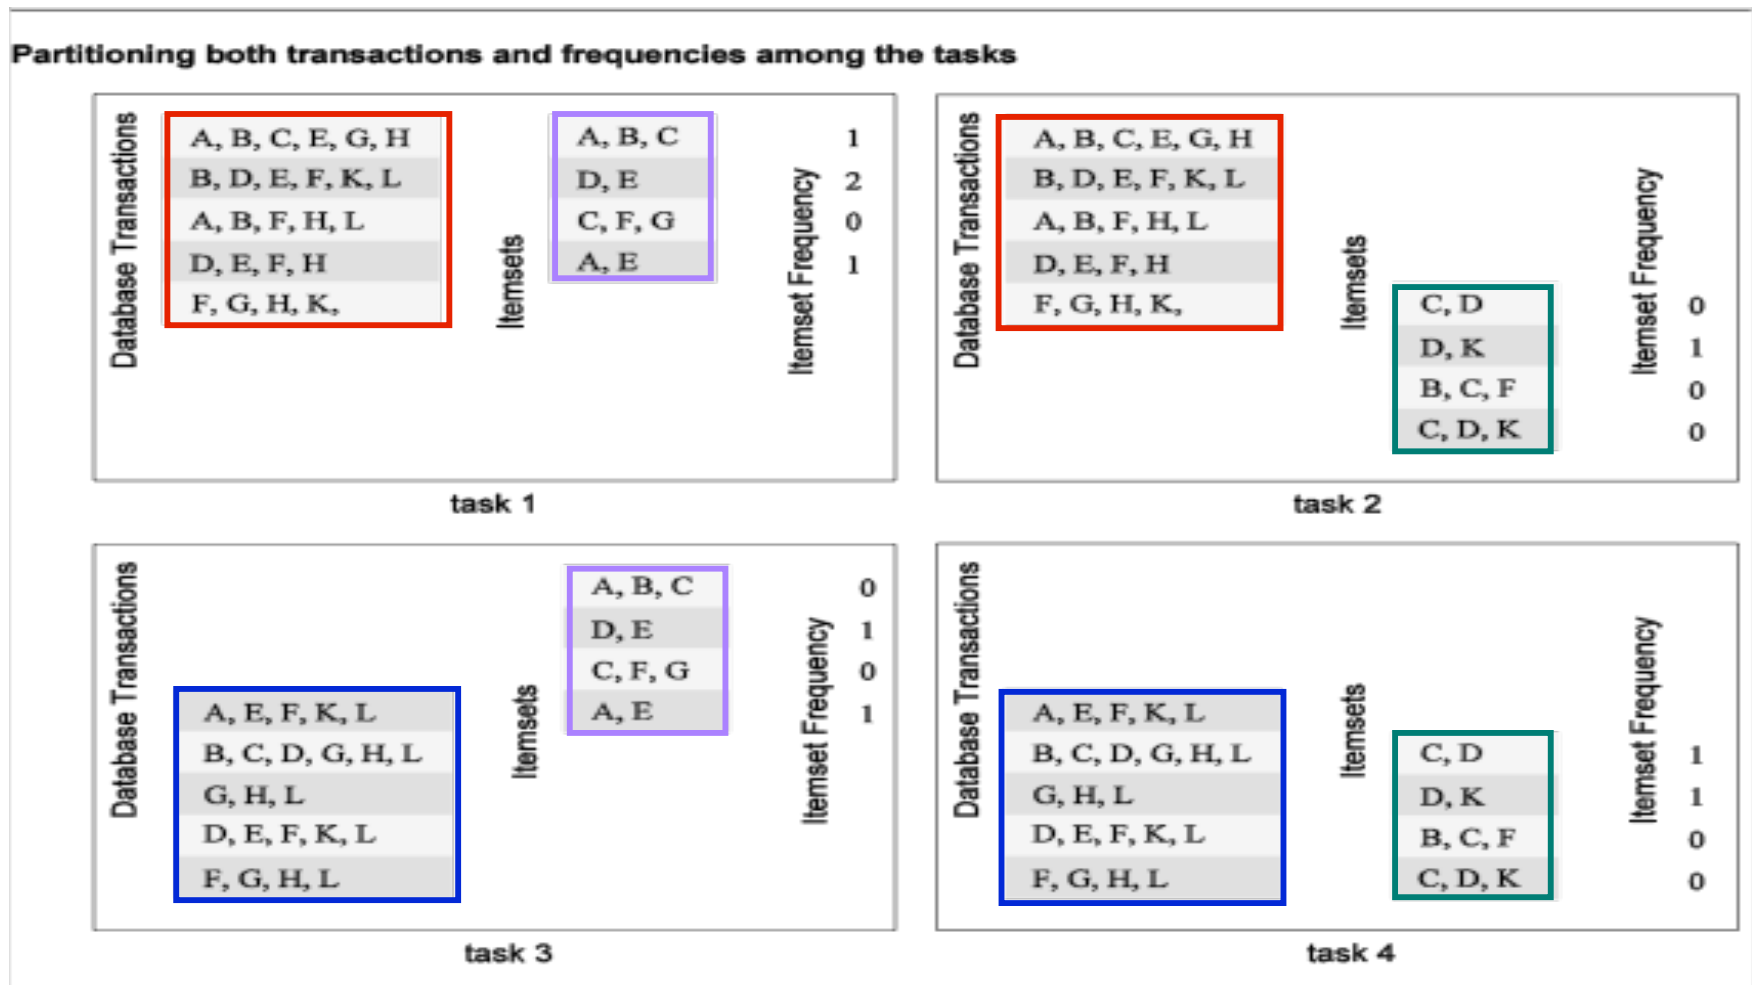 Partitioning both transactions and frequencies among the tasks
Database Transactions
A, B, C, E, G, H
B, D, E, F, K, L
A, B, F, H, L
D, E, F, H
F, G, H, K,
Itemsets
A, B, C
D, E
C, F, G
A, E
Itemset Frequency
1
2
0
1
task 1
Database Transactions
A, B, C, E, G, H
B, D, E, F, K, L
A, B, F, H, L
D, E, F, H
F, G, H, K,
Itemsets
C, D
D, K
B, C, F
C, D, K
Itemset Frequency
0
1
0
0
task 2
Database Transactions
A, E, F, K, L
B, C, D, G, H, L
G, H, L
D, E, F, K, L
F, G, H, L
Itemsets
A, B, C
D, E
C, F, G
A, E
Itemset Frequency
0
1
0
1
task 3
Database Transactions
A, E, F, K, L
B, C, D, G, H, L
G, H, L
D, E, F, K, L
F, G, H, L
Itemsets
C, D
D, K
B, C, F
C, D, K
Itemset Frequency
1
1
0
0
task 4